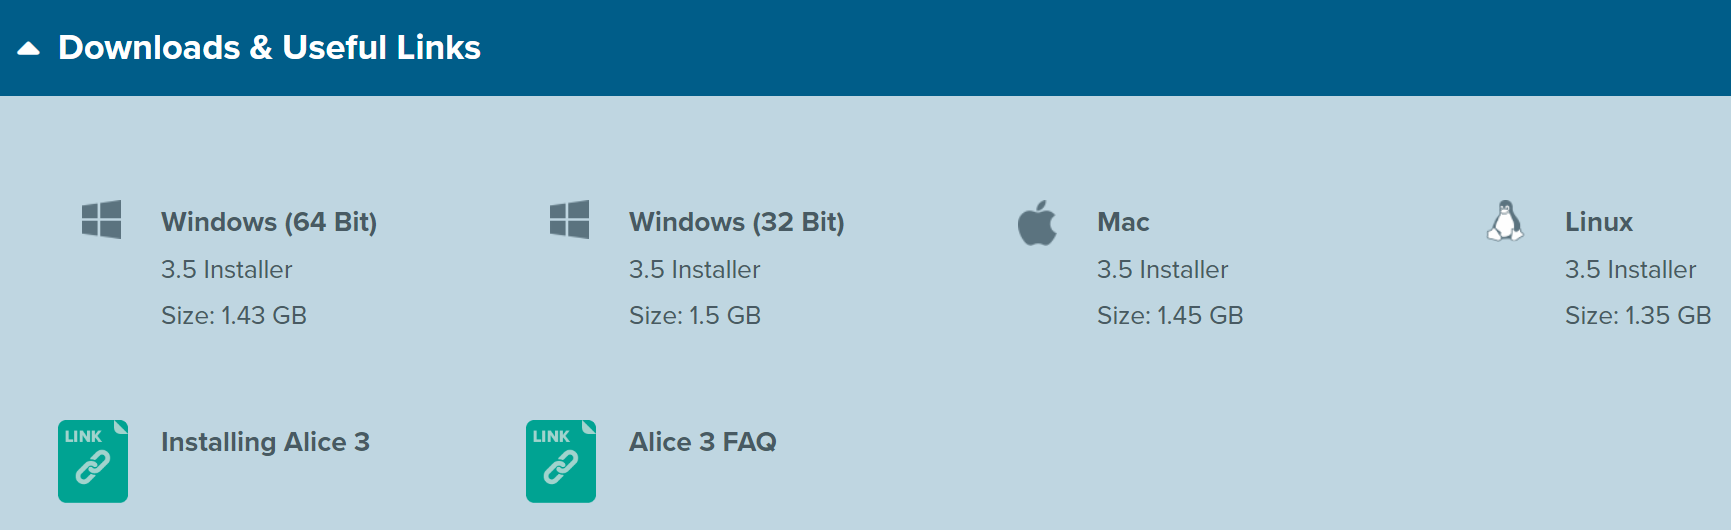 Downloads & Useful Links
Windows (64 Bit)
3.5 Installer
Size: 1.43 GB
Windows (32 Bit)
3.5 Installer
Size: 1.5 GB
Mac
3.5 Installer
Size: 1.45 GB
Linux
3.5 Installer
Size: 1.35 GB
LINK
Installing Alice 3
LINK
Alice 3 FAQ